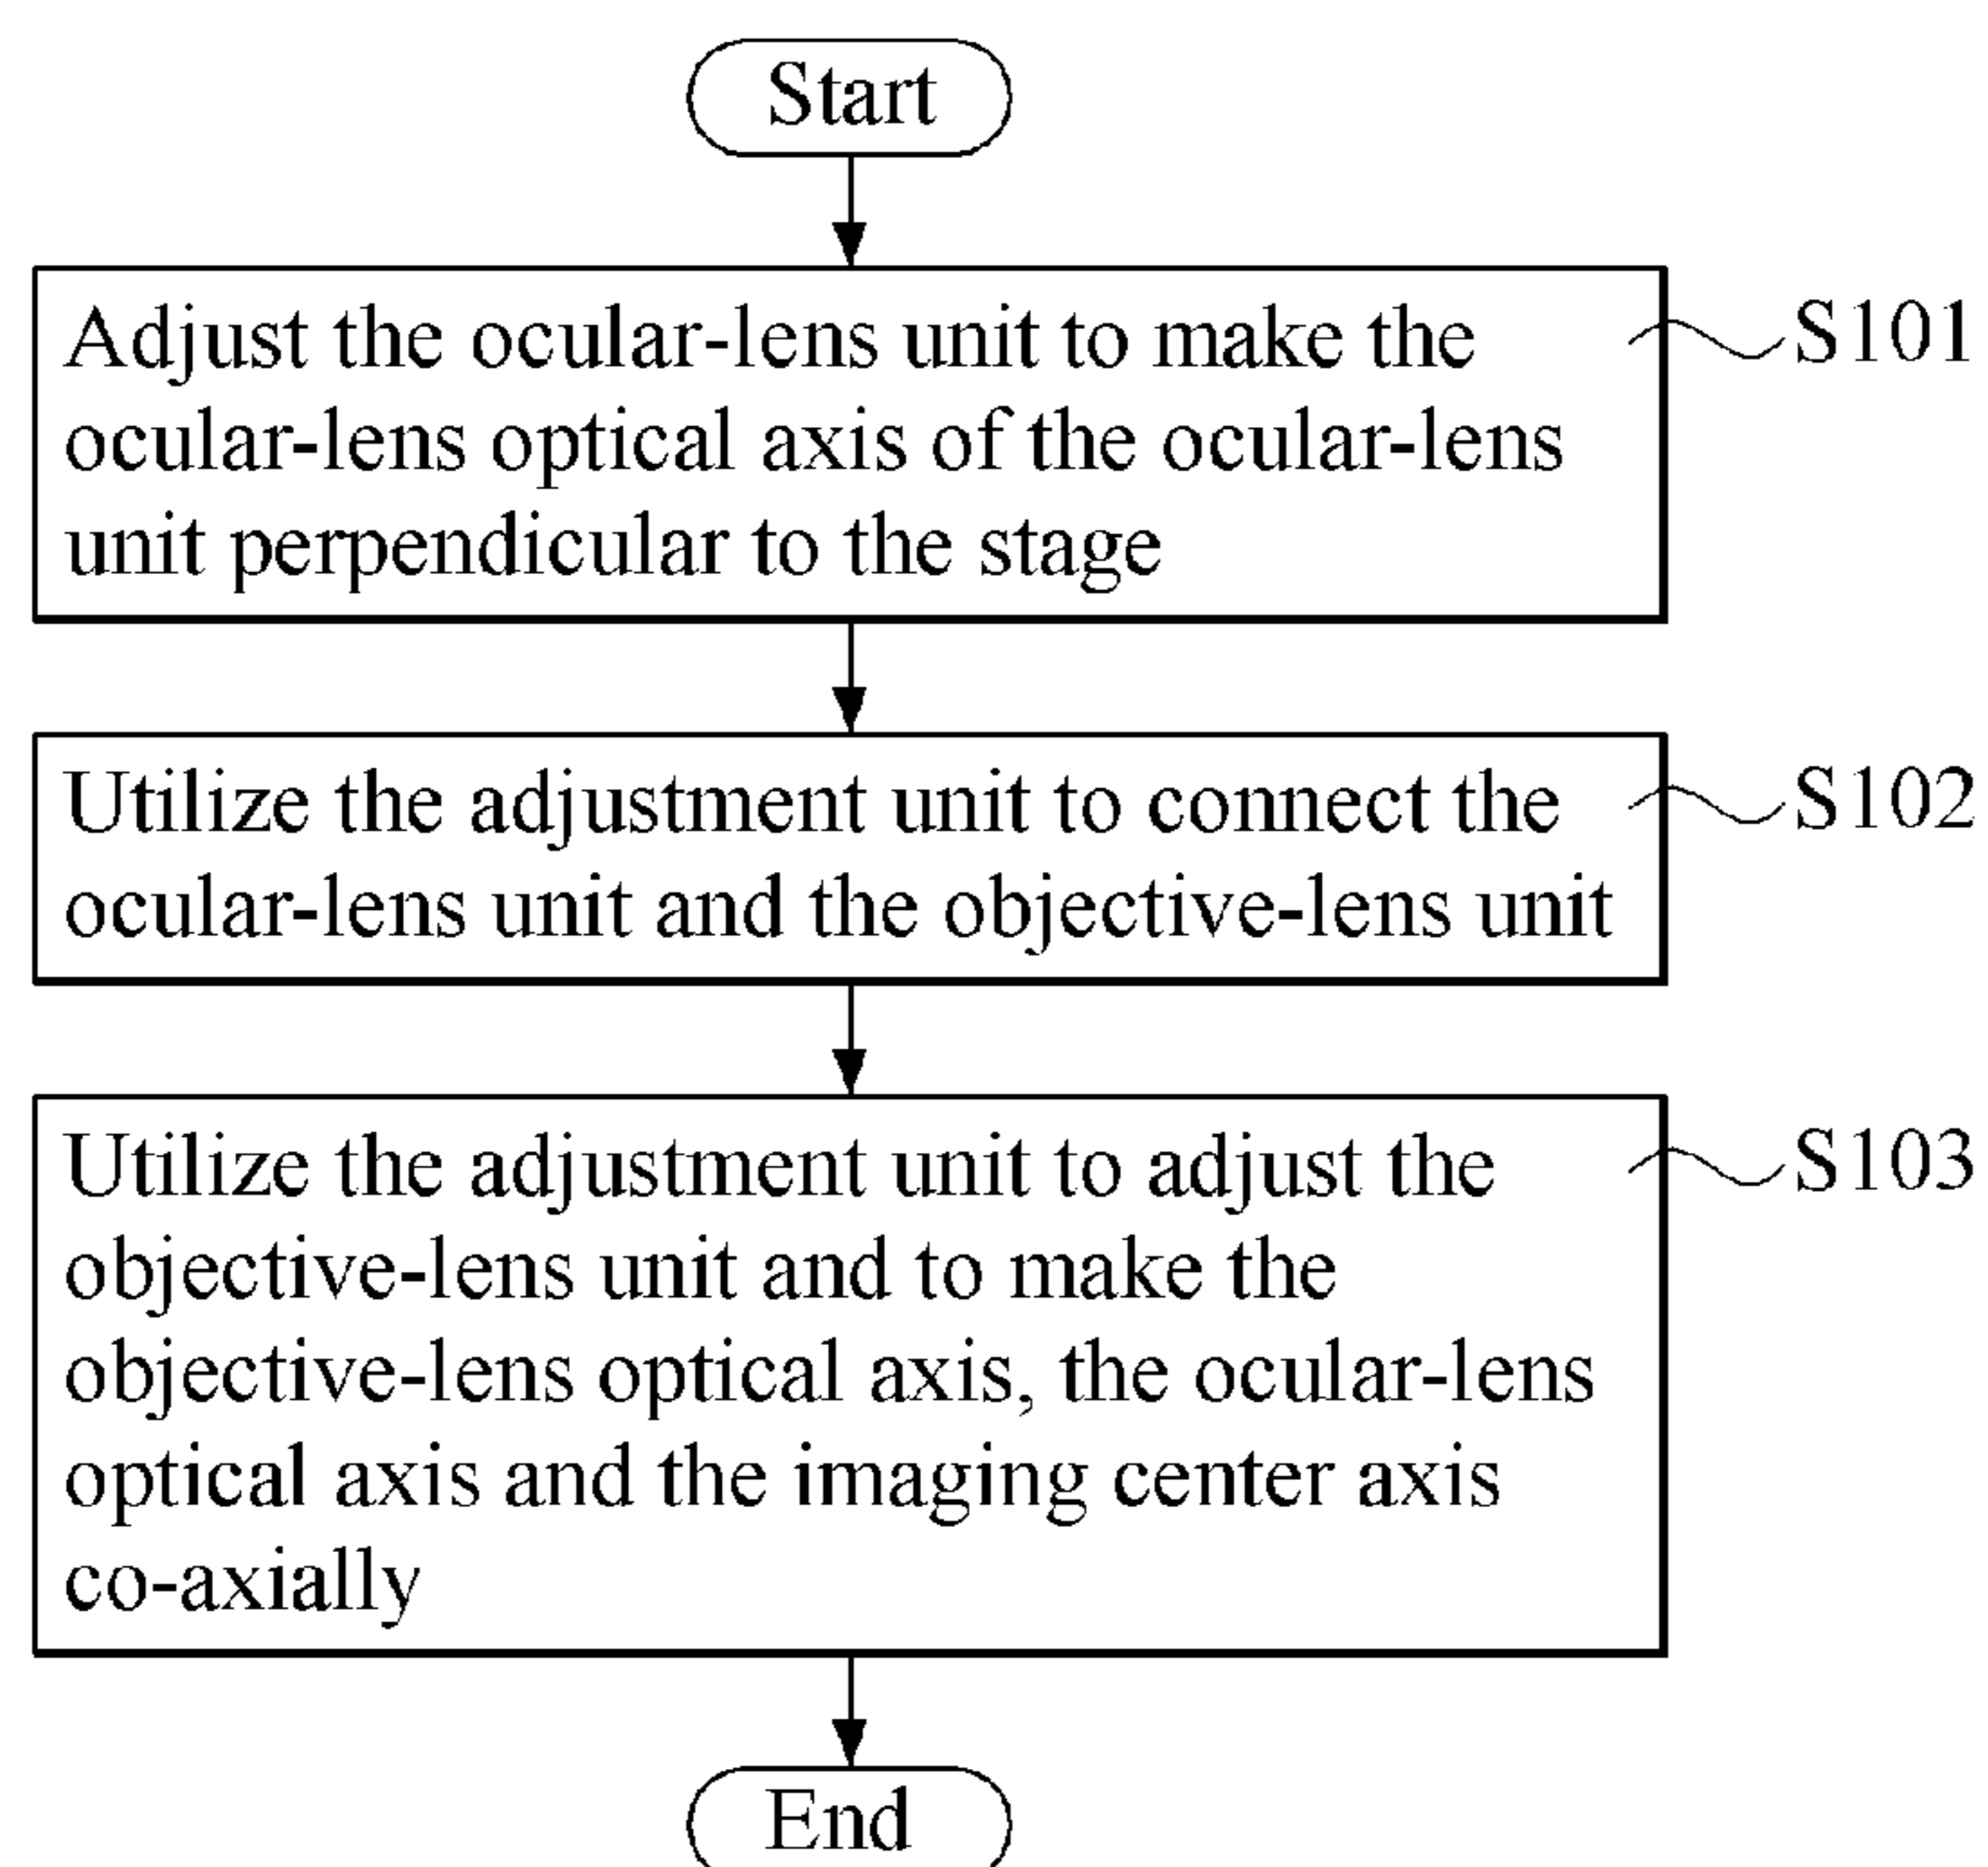 Start
Adjust the ocular-lens unit to make the
ocular-lens optical axis of the ocular-lens
unit perpendicular to the stage
S101
Utilize the adjustment unit to connect the
ocular-lens unit and the objective-lens unit
S102
Utilize the adjustment unit to adjust the
objective-lens unit and to make the
objective-lens optical axis, the ocular-lens
optical axis and the imaging center axis
co-axially
S103
End